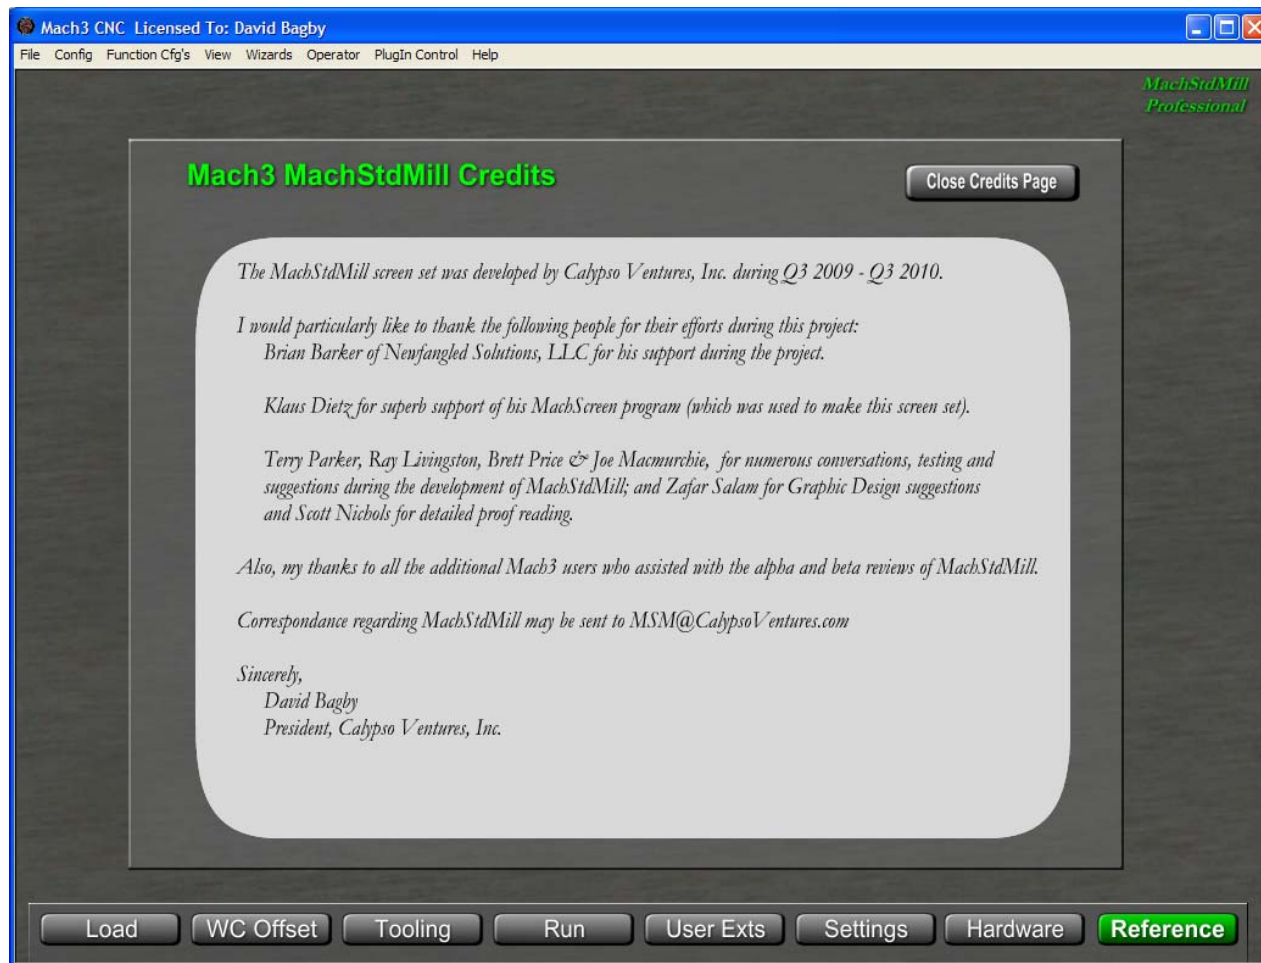 Mach3 CNC Licensed To: David Bagby
File Config Function Cfg's View Wizards Operator PlugIn Control Help
MachStdMill
Professional
Mach3 MachStdMill Credits
Close Credits Page
The MachStdMill screen set was developed by Calypso Ventures, Inc. during Q3 2009 - Q3 2010.
I would particularly like to thank the following people for their efforts during this project:
Brian Barker of Newfangled Solutions, LLC for his support during the project.
Klaus Dietz for superb support of his MachScreen program (which was used to make this screen set).
Terry Parker, Ray Livingston, Brett Price & Joe Macmurchie, for numerous conversations, testing and
suggestions during the development of MachStdMill; and Zafar Salam for Graphic Design suggestions
and Scott Nichols for detailed proof reading.
Also, my thanks to all the additional Mach3 users who assisted with the alpha and beta reviews of MachStdMill.
Correspondance regarding MachStdMill may be sent to MSM@CalypsoVentures.com
Sincerely,
David Bagby
President, Calypso Ventures, Inc.
Load WC Offset Tooling Run User Exts Settings Hardware Reference